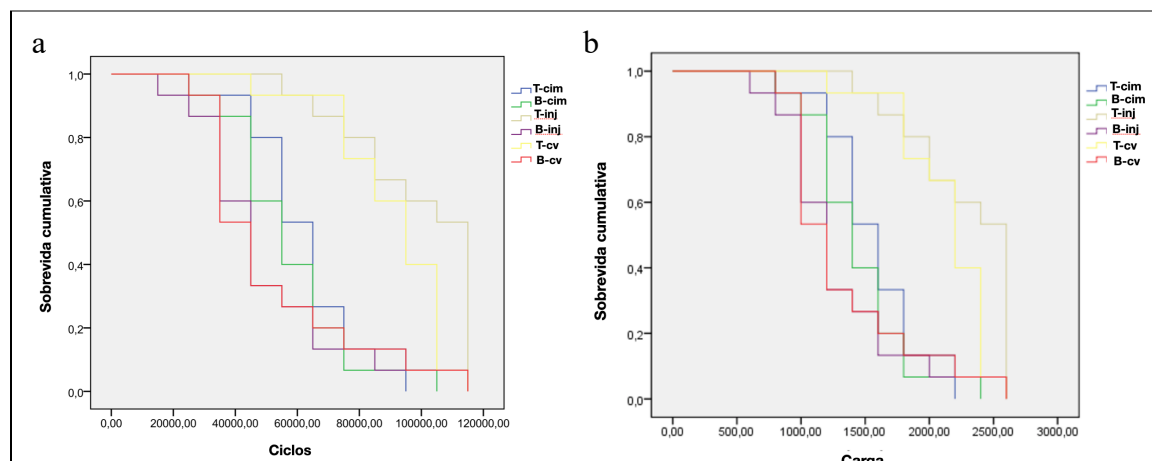 a
Sobrevida cumulativa
1,0
0,8
0,6
0,4
0,2
0,0
0,00 20000,00 40000,00 60000,00 80000,00 100000,00 120000,00
Ciclos
T-cim
B-cim
T-inj
B-inj
T-cv
B-cv
b
Sobrevida cumulativa
1,0
0,8
0,6
0,4
0,2
0,0
0,00 500,00 1000,00 1500,00 2000,00 2500,00 3000,00
Carga
T-cim
B-cim
T-inj
B-inj
T-cv
B-cv